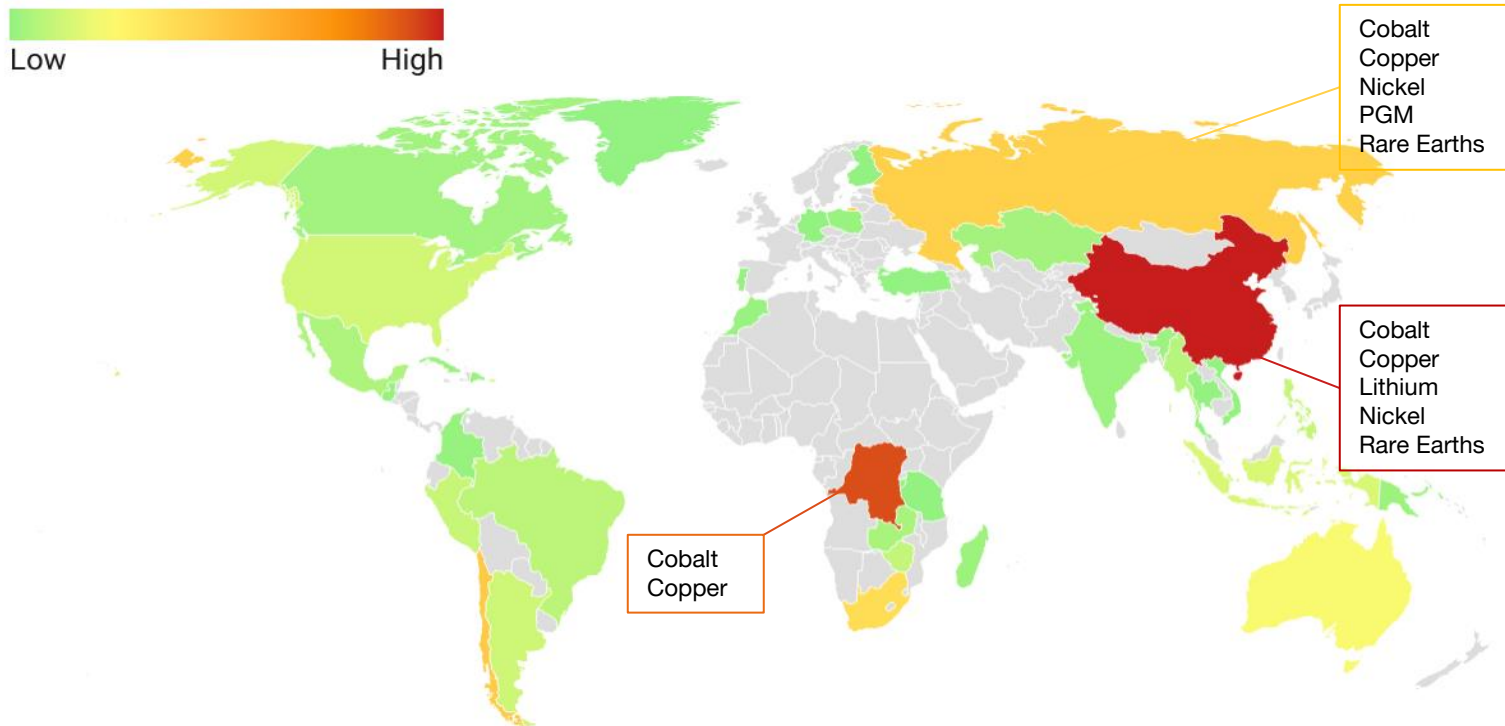 Low High
Cobalt
Copper
Nickel
PGM
Rare Earths
Cobalt
Copper
Lithium
Nickel
Rare Earths
Cobalt
Copper